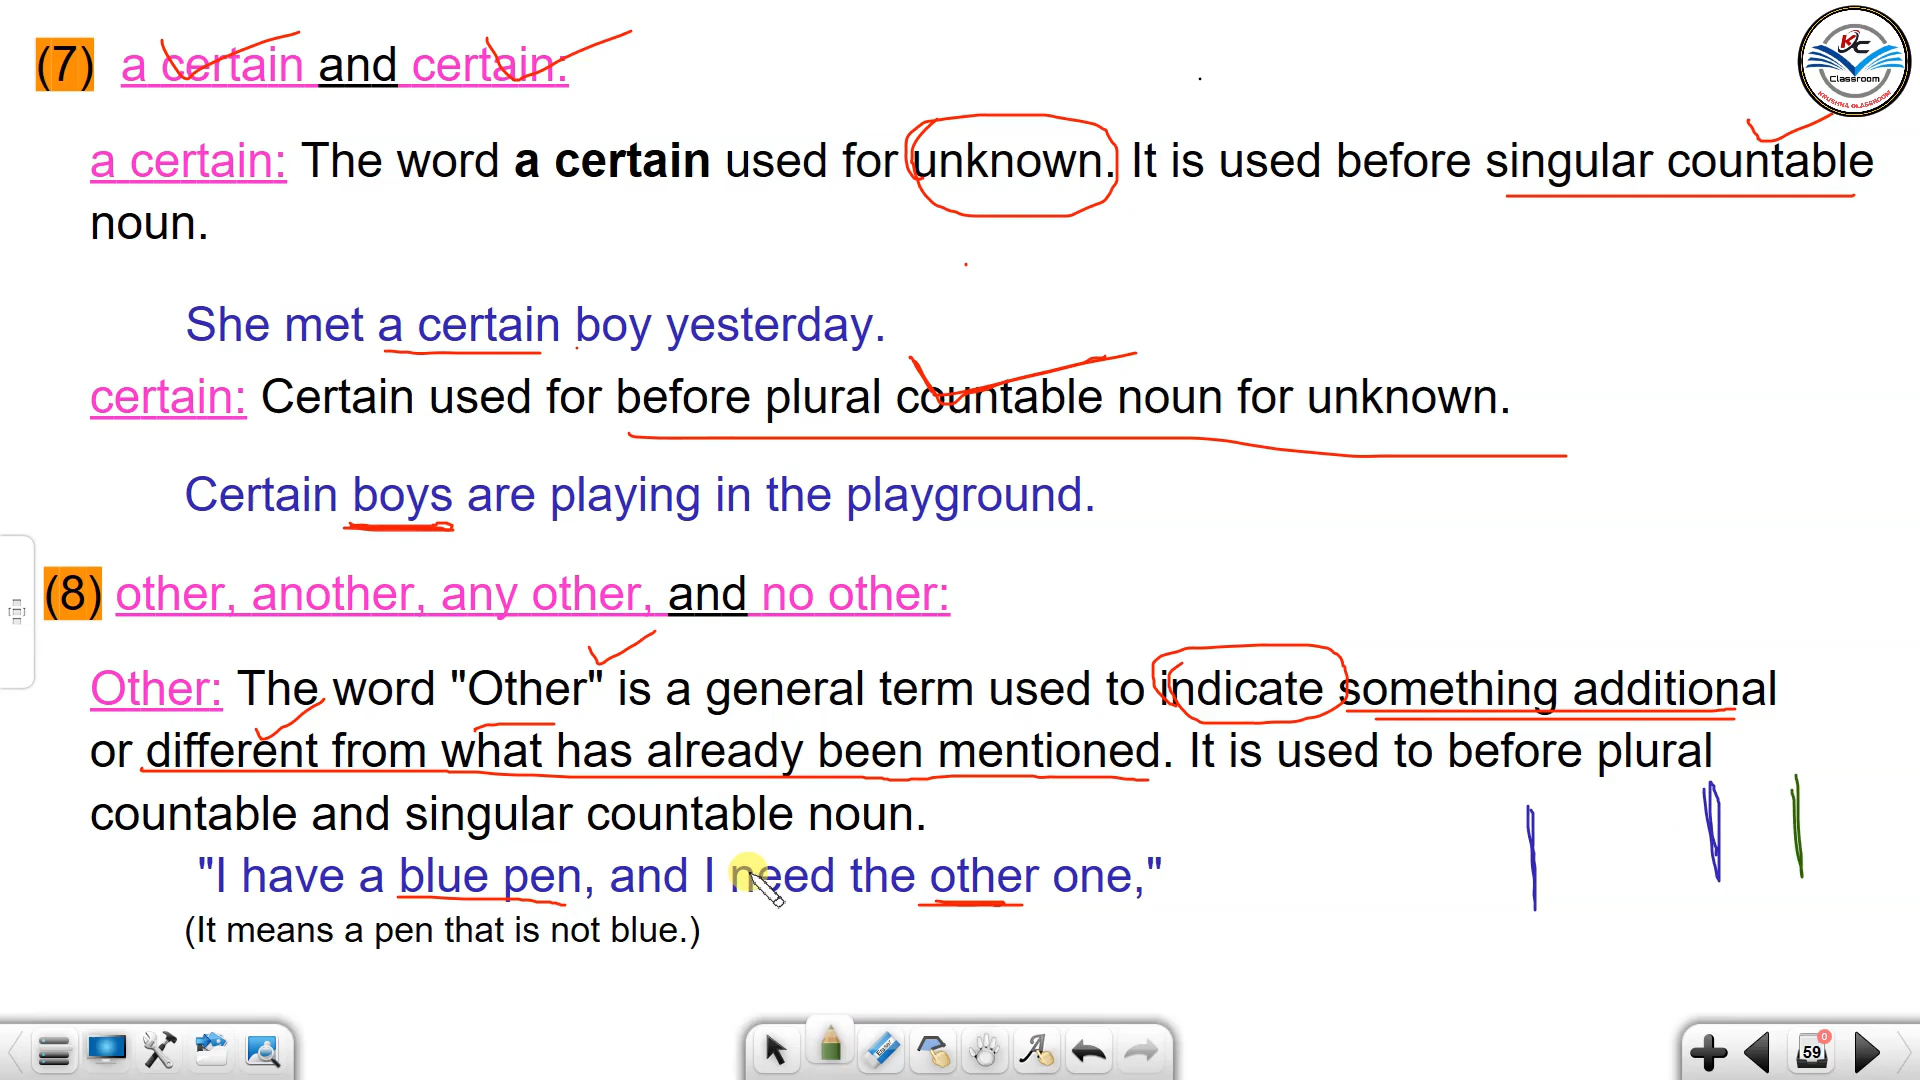 (7) a certain and certain:
KC
Classroom
KRUSHNA CLASSROOM
a certain: The word a certain used for unknown. It is used before singular countable
noun.
She met a certain boy yesterday.
certain: Certain used for before plural countable noun for unknown.
Certain boys are playing in the playground.
(8) other, another, any other, and no other:
Other: The word "Other" is a general term used to indicate something additional
or different from what has already been mentioned. It is used to before plural
countable and singular countable noun.
"I have a blue pen, and I need the other one,"
(It means a pen that is not blue.)
Eraser
A
59
0